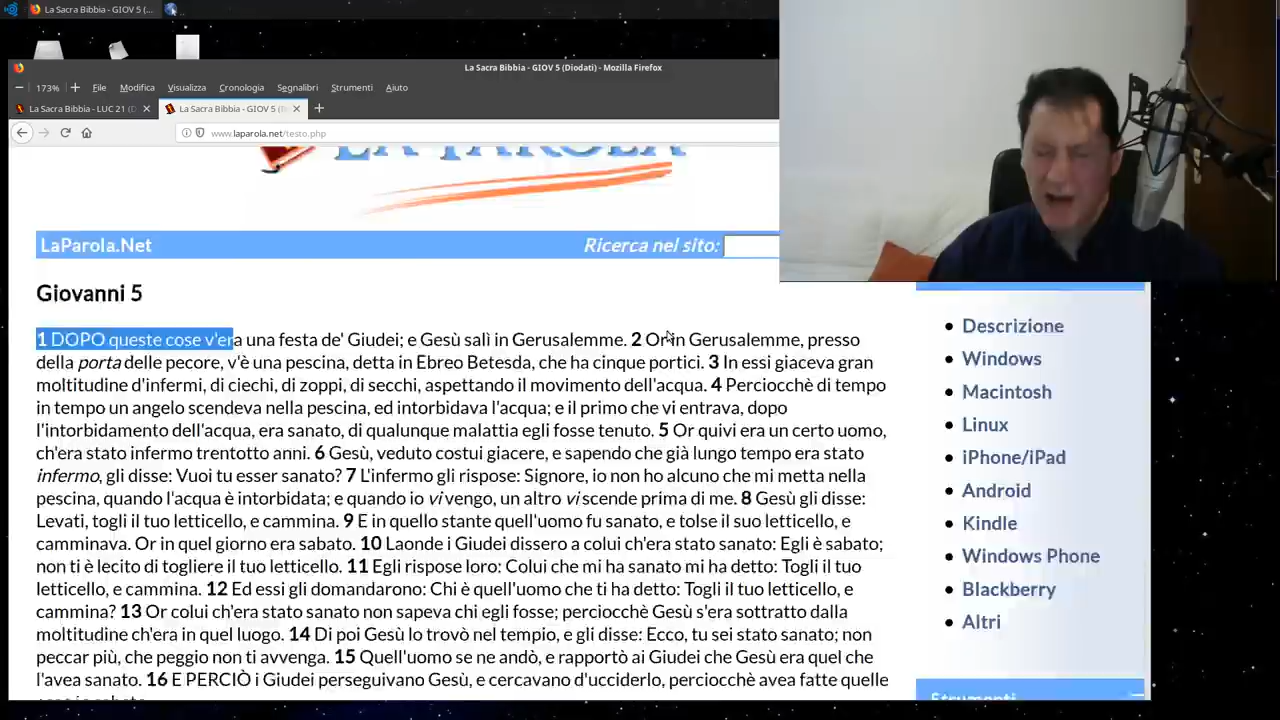 La Sacra Bibbia - GIOV 5 (...
La Sacra Bibbia - GIOV 5 (Diodati) - Mozilla Firefox
173% File Modifica Visualizza Cronologia Segnalibri Strumenti Aiuto
La Sacra Bibbia - LUC 21 (D
La Sacra Bibbia - GIOV 5 (
www.laparola.net/testo.php
LA PAROLA
LaParola.Net
Ricerca nel sito:
Giovanni 5
1 DOPO queste cose v'era una festa de' Giudei; e Gesù salì in Gerusalemme. 2 Or in Gerusalemme, presso
della porta delle pecore, v'è una pescina, detta in Ebreo Betesda, che ha cinque portici. 3 In essi giaceva gran
moltitudine d'infermi, di ciechi, di zoppi, di secchi, aspettando il movimento dell'acqua. 4 Perciocchè di tempo
in tempo un angelo scendeva nella pescina, ed intorbidava l'acqua; e il primo che vi entrava, dopo
l'intorbidamento dell'acqua, era sanato, di qualunque malattia egli fosse tenuto. 5 Or quivi era un certo uomo,
ch'era stato infermo trentotto anni. 6 Gesù, veduto costui giacere, e sapendo che già lungo tempo era stato
infermo, gli disse: Vuoi tu esser sanato? 7 L'infermo gli rispose: Signore, io non ho alcuno che mi metta nella
pescina, quando l'acqua è intorbidata; e quando io vi vengo, un altro vi scende prima di me. 8 Gesù gli disse:
Levati, togli il tuo letticello, e cammina. 9 E in quello stante quell'uomo fu sanato, e tolse il suo letticello, e
camminava. Or in quel giorno era sabato. 10 Laonde i Giudei dissero a colui ch'era stato sanato: Egli è sabato;
non ti è lecito di togliere il tuo letticello. 11 Egli rispose loro: Colui che mi ha sanato mi ha detto: Togli il tuo
letticello, e cammina. 12 Ed essi gli domandarono: Chi è quell'uomo che ti ha detto: Togli il tuo letticello, e
cammina? 13 Or colui ch'era stato sanato non sapeva chi egli fosse; perciocchè Gesù s'era sottratto dalla
moltitudine ch'era in quel luogo. 14 Di poi Gesù lo trovò nel tempio, e gli disse: Ecco, tu sei stato sanato; non
peccar più, che peggio non ti avvenga. 15 Quell'uomo se ne andò, e rapportò ai Giudei che Gesù era quel che
l'avea sanato. 16 E PERCIÒ i Giudei perseguivano Gesù, e cercavano d'ucciderlo, perciocchè avea fatte quelle
Descrizione
Windows
Macintosh
Linux
iPhone/iPad
Android
Kindle
Windows Phone
Blackberry
Altri
Strumenti